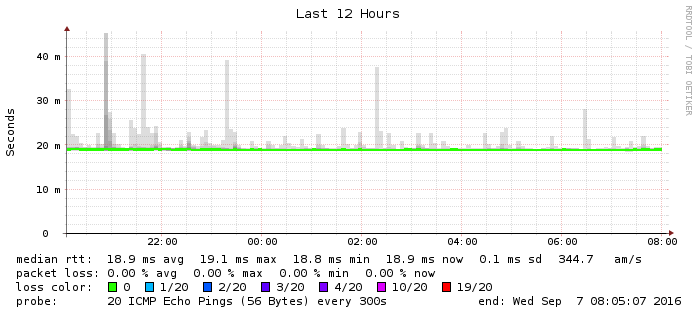 Last 12 Hours
RRDTOOL / TOBI OETIKER
Seconds
40 m
30 m
20 m
10 m
0
22:00 00:00 02:00 04:00 06:00 08:00
median rtt: 18.9 ms avg 19.1 ms max 18.8 ms min 18.9 ms now 0.1 ms sd 344.7 am/s
packet loss: 0.00 % avg 0.00 % max 0.00 % min 0.00 % now
loss color: 0 1/20 2/20 3/20 4/20 10/20 19/20
probe: 20 ICMP Echo Pings (56 Bytes) every 300s end: Wed Sep 7 08:05:07 2016